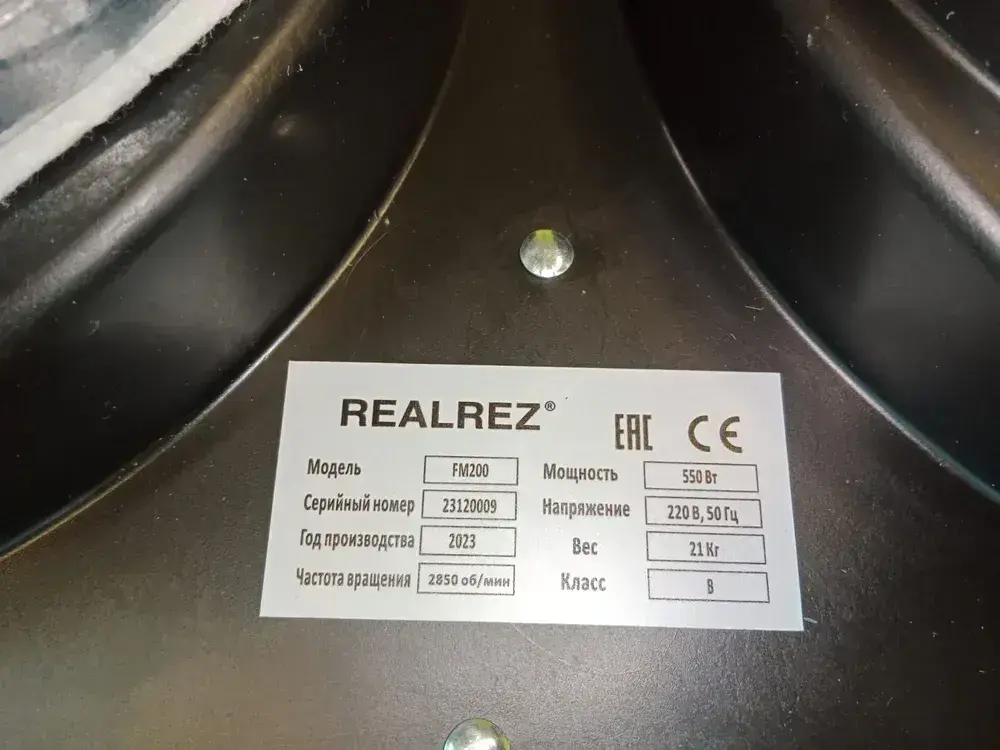 REALREZ®
EAC CE
Модель FM200 Мощность 550 Вт
Серийный номер 23120009 Напряжение 220 В, 50 Гц
Год производства 2023 Вес 21 Кг
Частота вращения 2850 об/мин Класс В